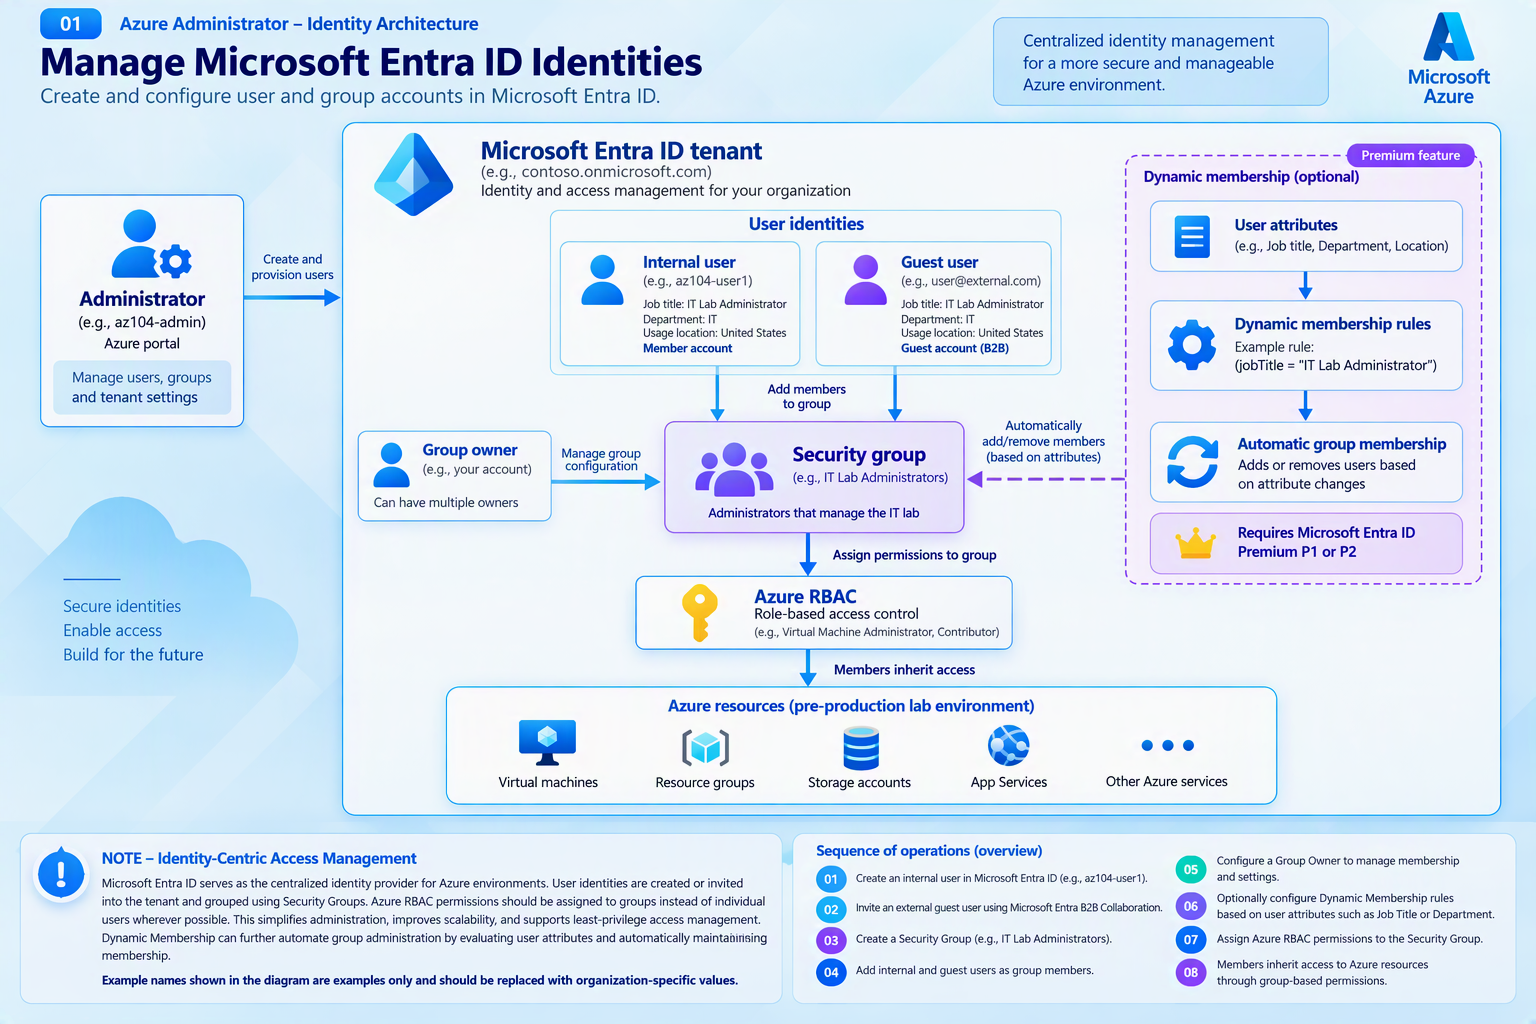 01
Azure Administrator – Identity Architecture
Manage Microsoft Entra ID Identities
Create and configure user and group accounts in Microsoft Entra ID.
Centralized identity management
for a more secure and manageable
Azure environment.
Microsoft
Azure
Administrator
(e.g., az104-admin)
Azure portal
Manage users, groups
and tenant settings
Create and
provision users
Microsoft Entra ID tenant
(e.g., contoso.onmicrosoft.com)
Identity and access management for your organization
User identities
Internal user
(e.g., az104-user1)
Job title: IT Lab Administrator
Department: IT
Usage location: United States
Member account
Guest user
(e.g., user@external.com)
Job title: IT Lab Administrator
Department: IT
Usage location: United States
Guest account (B2B)
Add members
to group
Group owner
(e.g., your account)
Can have multiple owners
Manage group
configuration
Security group
(e.g., IT Lab Administrators)
Administrators that manage the IT lab
Automatically
add/remove members
(based on attributes)
Premium feature
Dynamic membership (optional)
User attributes
(e.g., Job title, Department, Location)
Dynamic membership rules
Example rule:
(jobTitle = "IT Lab Administrator")
Automatic group membership
Adds or removes users based
on attribute changes
Requires Microsoft Entra ID
Premium P1 or P2
Assign permissions to group
Azure RBAC
Role-based access control
(e.g., Virtual Machine Administrator, Contributor)
Members inherit access
Azure resources (pre-production lab environment)
Virtual machines
Resource groups
Storage accounts
App Services
Other Azure services
Secure identities
Enable access
Build for the future
NOTE – Identity-Centric Access Management
Microsoft Entra ID serves as the centralized identity provider for Azure environments. User identities are created or invited
into the tenant and grouped using Security Groups. Azure RBAC permissions should be assigned to groups instead of individual
users wherever possible. This simplifies administration, improves scalability, and supports least-privilege access management.
Dynamic Membership can further automate group administration by evaluating user attributes and automatically
membership.
Example names shown in the diagram are examples only and should be replaced with organization-specific values.
Sequence of operations (overview)
01 Create an internal user in Microsoft Entra ID (e.g., az104-user1).
02 Invite an external guest user using Microsoft Entra B2B Collaboration.
03 Create a Security Group (e.g., IT Lab Administrators).
04 Add internal and guest users as group members.
05 Configure a Group Owner to manage membership
and settings.
06 Optionally configure Dynamic Membership rules
based on user attributes such as Job Title or Department.
07 Assign Azure RBAC permissions to the Security Group.
08 Members inherit access to Azure resources
through group-based permissions.